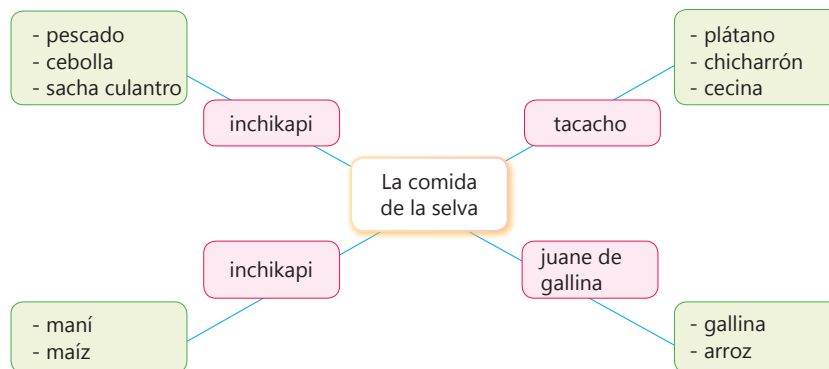 - pescado
- cebolla
- sacha culantro
- plátano
- chicharrón
- cecina
inchikapi
tacacho
La comida
de la selva
inchikapi
juane de
gallina
- maní
- maíz
- gallina
- arroz